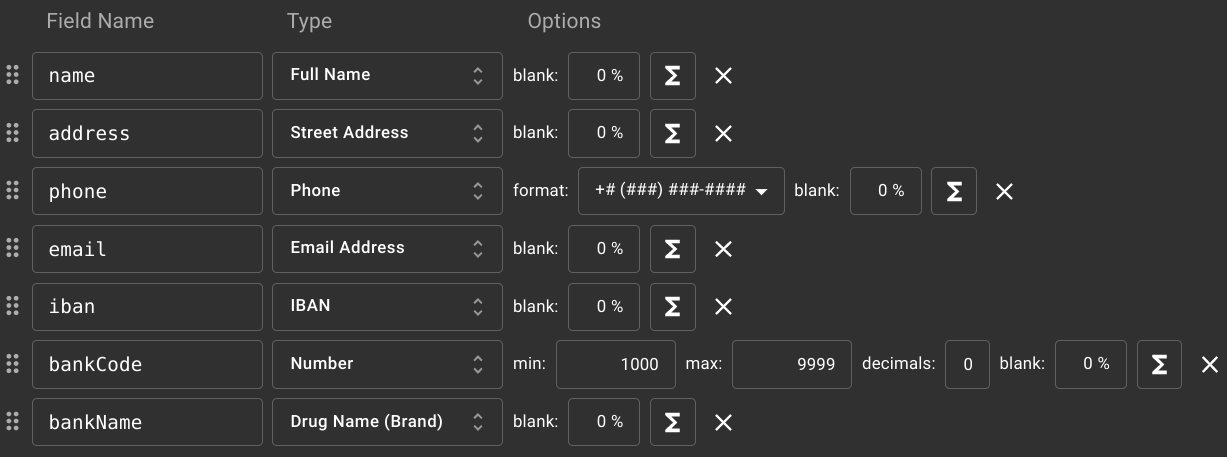 Field Name Type Options
name Full Name blank: 0 % Σ
address Street Address blank: 0 % Σ
phone Phone format: +# (###) ###-#### blank: 0 % Σ
email Email Address blank: 0 % Σ
iban IBAN blank: 0 % Σ
bankCode Number min: 1000 max: 9999 decimals: 0 blank: 0 % Σ
bankName Drug Name (Brand) blank: 0 % Σ